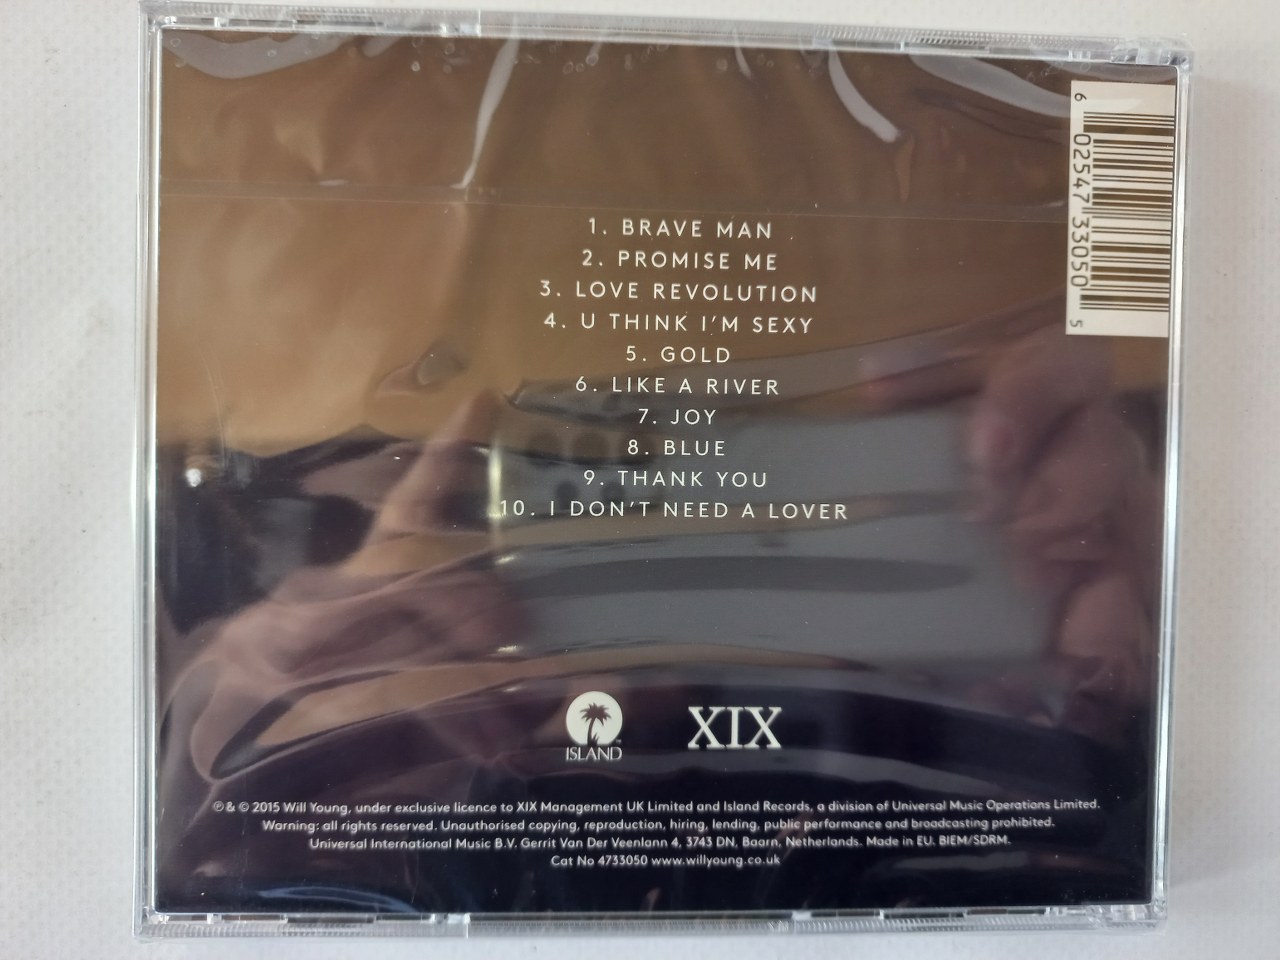 1. BRAVE MAN
2. PROMISE ME
3. LOVE REVOLUTION
4. U THINK I'M SEXY
5. GOLD
6. LIKE A RIVER
7. JOY
8. BLUE
9. THANK YOU
10. I DON'T NEED A LOVER
6 02547 33050 5
ISLAND
XIX
℗ & © 2015 Will Young, under exclusive licence to XIX Management UK Limited and Island Records, a division of Universal Music Operations Limited.
Warning: all rights reserved. Unauthorised copying, reproduction, hiring, lending, public performance and broadcasting prohibited.
Universal International Music B.V. Gerrit Van Der Veenlann 4, 3743 DN, Baarn, Netherlands. Made in EU. BIEM/SDRM.
Cat No 4733050 www.willyoung.co.uk